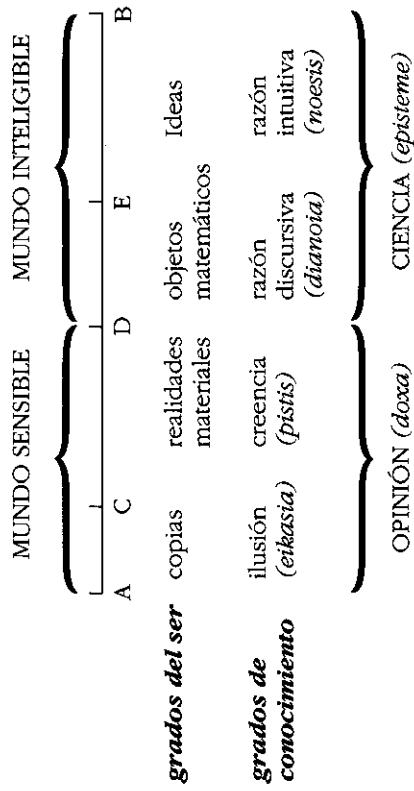 MUNDO SENSIBLE MUNDO INTELIGIBLE
A C D E B
grados del ser copias realidades materiales objetos matemáticos Ideas
grados de conocimiento ilusión (eikasia) creencia (pistis) razón discursiva (dianoia) razón intuitiva (noesis)
OPINIÓN (doxa) CIENCIA (episteme)